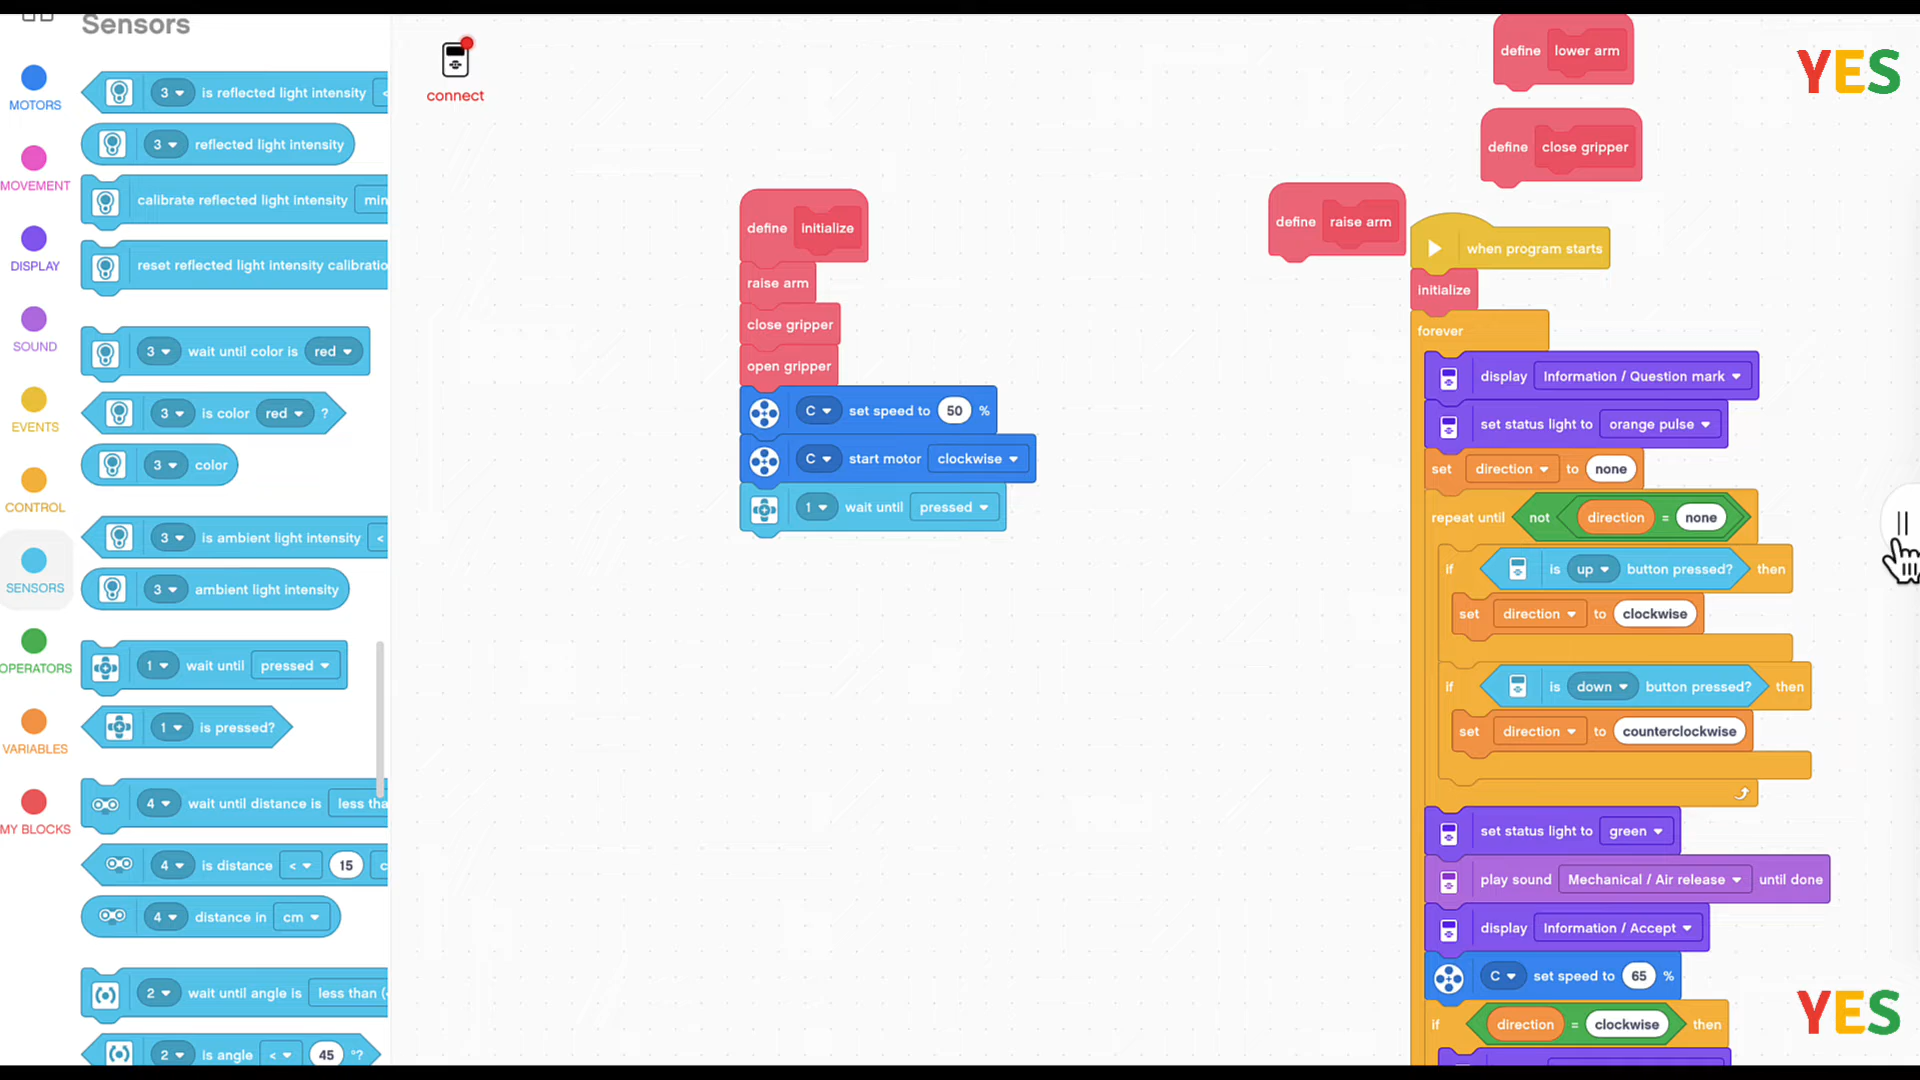 Sensors
MOTORS
MOVEMENT
DISPLAY
SOUND
EVENTS
CONTROL
SENSORS
OPERATORS
VARIABLES
MY BLOCKS
3 is reflected light intensity <
3 reflected light intensity
calibrate reflected light intensity min
reset reflected light intensity calibratio
3 wait until color is red
3 is color red ?
3 color
3 is ambient light intensity <
3 ambient light intensity
1 wait until pressed
1 is pressed?
4 wait until distance is less tha
4 is distance < 15 c
4 distance in cm
2 wait until angle is less than (
2 is angle < 45 °?
connect
define initialize
raise arm
close gripper
open gripper
C set speed to 50 %
C start motor clockwise
1 wait until pressed
define lower arm
define close gripper
define raise arm
when program starts
initialize
forever
display Information / Question mark
set status light to orange pulse
set direction to none
repeat until not direction = none
if is up button pressed? then
set direction to clockwise
if is down button pressed? then
set direction to counterclockwise
set status light to green
play sound Mechanical / Air release until done
display Information / Accept
C set speed to 65 %
if direction = clockwise then
YES
YES